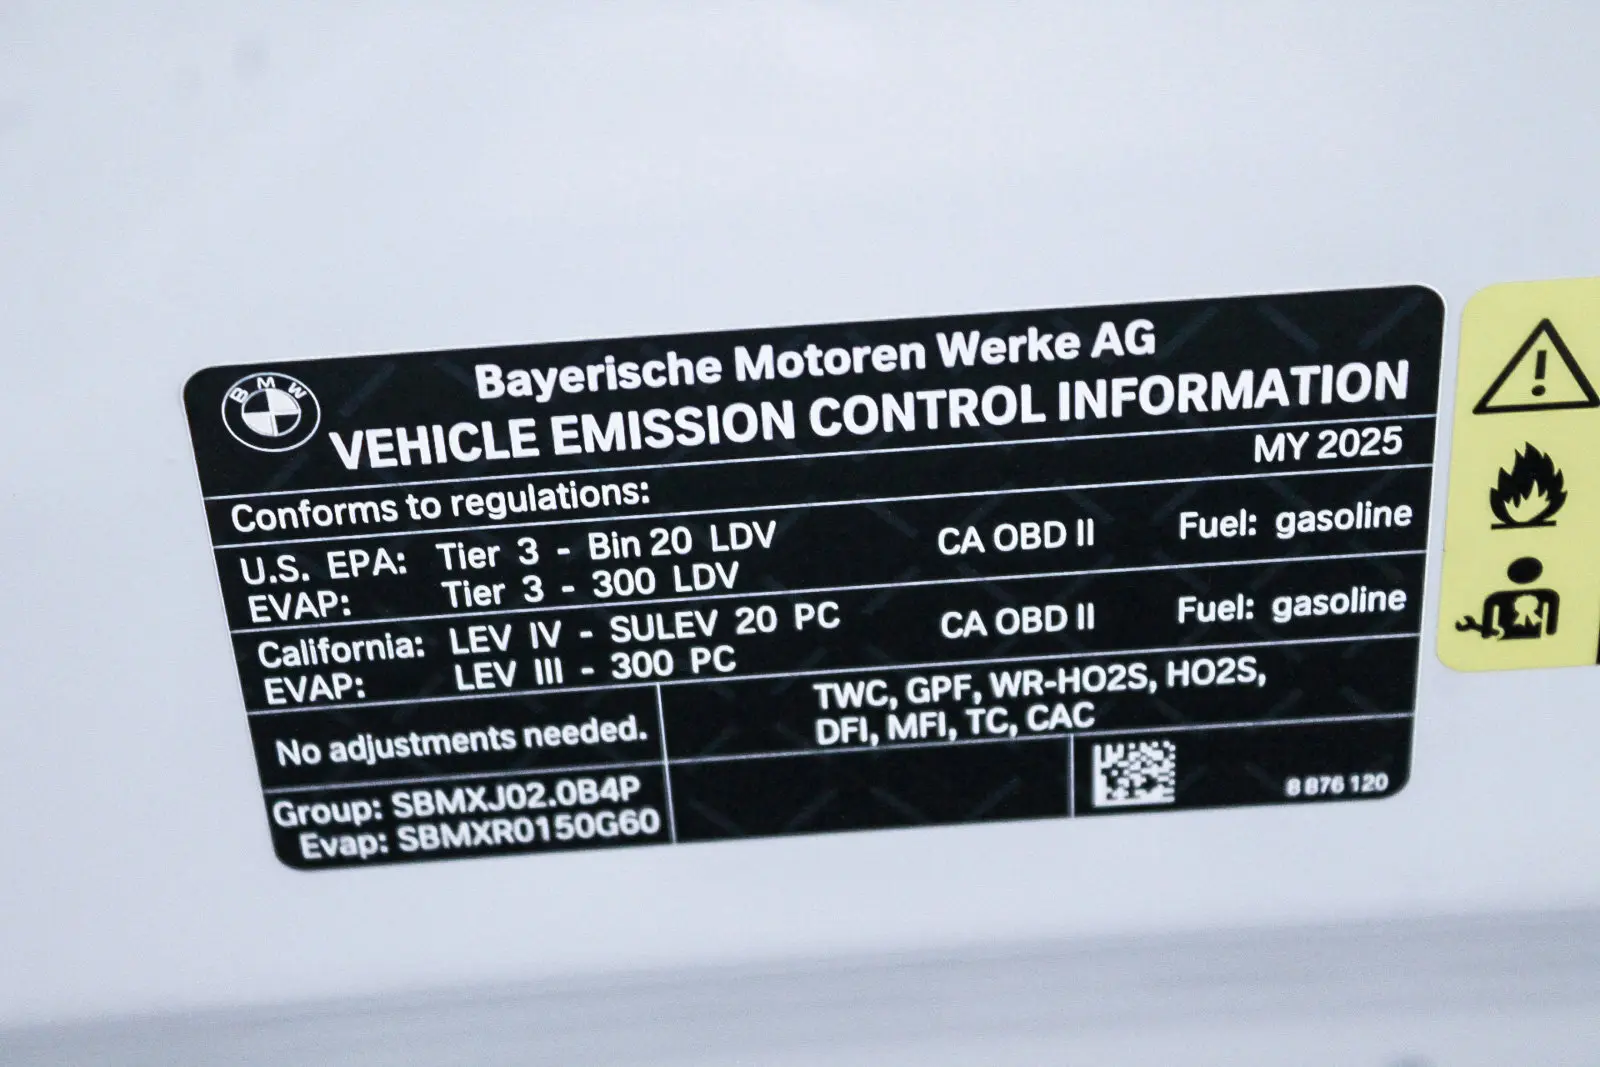 BMW
Bayerische Motoren Werke AG
VEHICLE EMISSION CONTROL INFORMATION
MY 2025
Conforms to regulations:
U.S. EPA: Tier 3 - Bin 20 LDV CA OBD II Fuel: gasoline
EVAP: Tier 3 - 300 LDV
California: LEV IV - SULEV 20 PC CA OBD II Fuel: gasoline
EVAP: LEV III - 300 PC
No adjustments needed.
TWC, GPF, WR-HO2S, HO2S,
DFI, MFI, TC, CAC
Group: SBMXJ02.0B4P
Evap: SBMXR0150G60
8 876 120